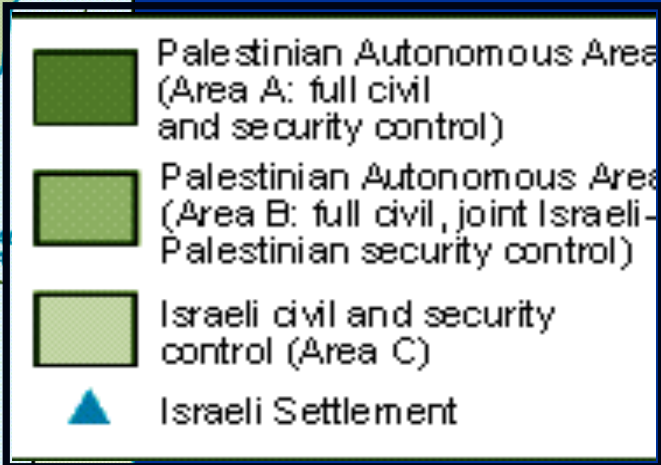 Palestinian Autonomous Area
(Area A: full civil
and security control)
Palestinian Autonomous Area
(Area B: full civil, joint Israeli-
Palestinian security control)
Israeli civil and security
control (Area C)
Israeli Settlement